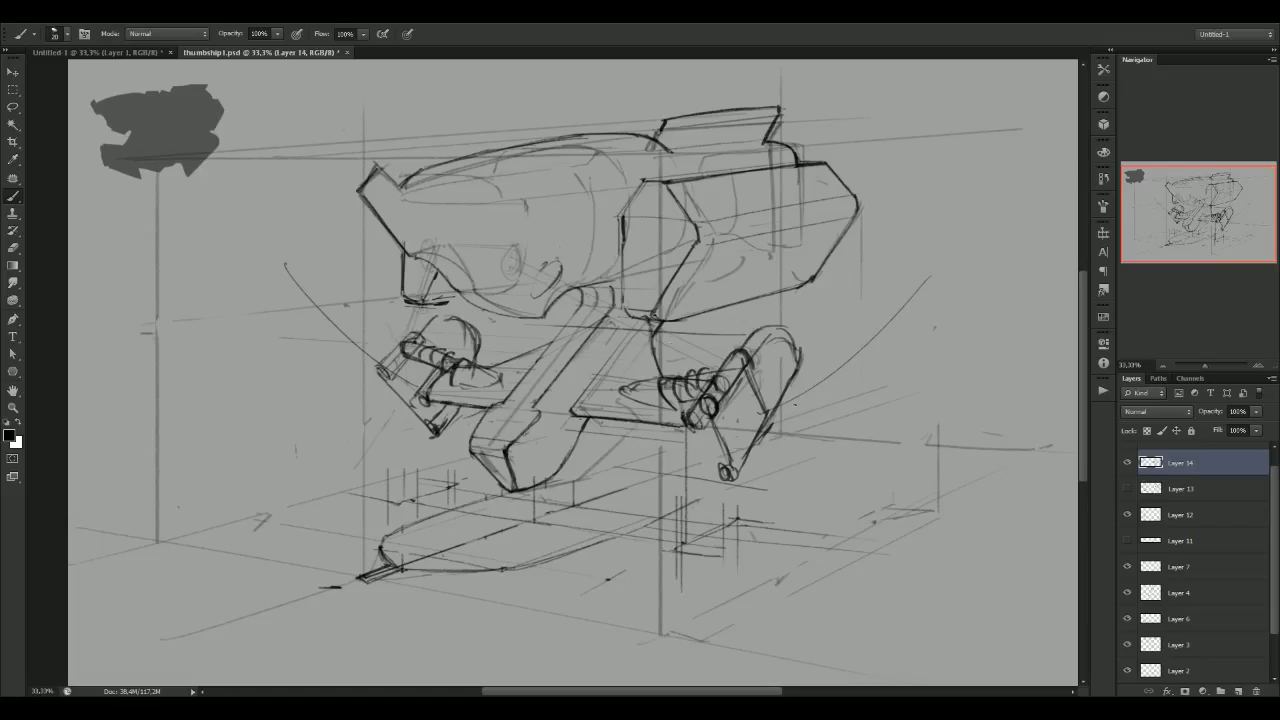 20 Mode: Normal Opacity: 100% Flow: 100% Untitled-1
Untitled-1 @ 33,3% (Layer 1, RGB/8) * × thumbship1.psd @ 33,3% (Layer 14, RGB/8) * ×
Navigator
33,33%
Layers Paths Channels
Kind
Normal Opacity: 100%
Lock: Fill: 100%
Layer 14
Layer 13
Layer 12
Layer 11
Layer 7
Layer 4
Layer 6
Layer 3
Layer 2
33,33% Doc: 38,4M/117,2M